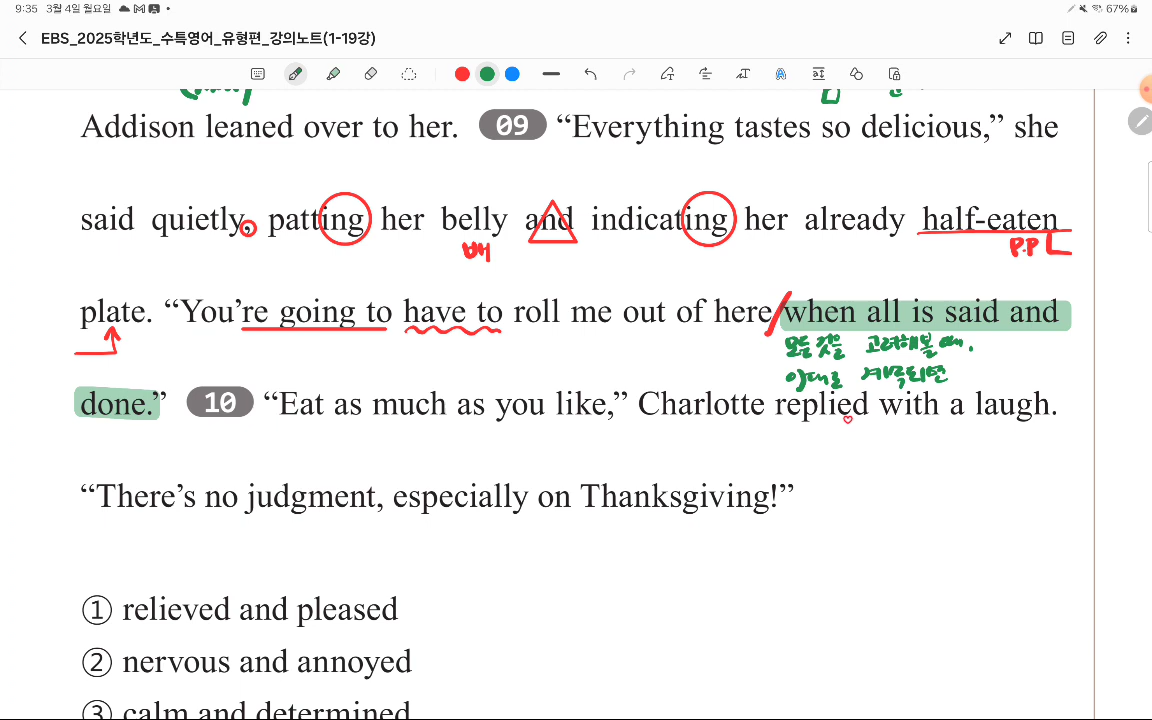 9:35 3월 4일 월요일 67%
EBS_2025학년도_수특영어_유형편_강의노트(1-19강)
Addison leaned over to her. 09 “Everything tastes so delicious,” she
said quietly, patting her belly and indicating her already half-eaten
배 P.P
plate. “You’re going to have to roll me out of here when all is said and
모든 것을 고려해볼 때.
이대로 계속되면
done.” 10 “Eat as much as you like,” Charlotte replied with a laugh.
“There’s no judgment, especially on Thanksgiving!”
① relieved and pleased
② nervous and annoyed
③ calm and determined